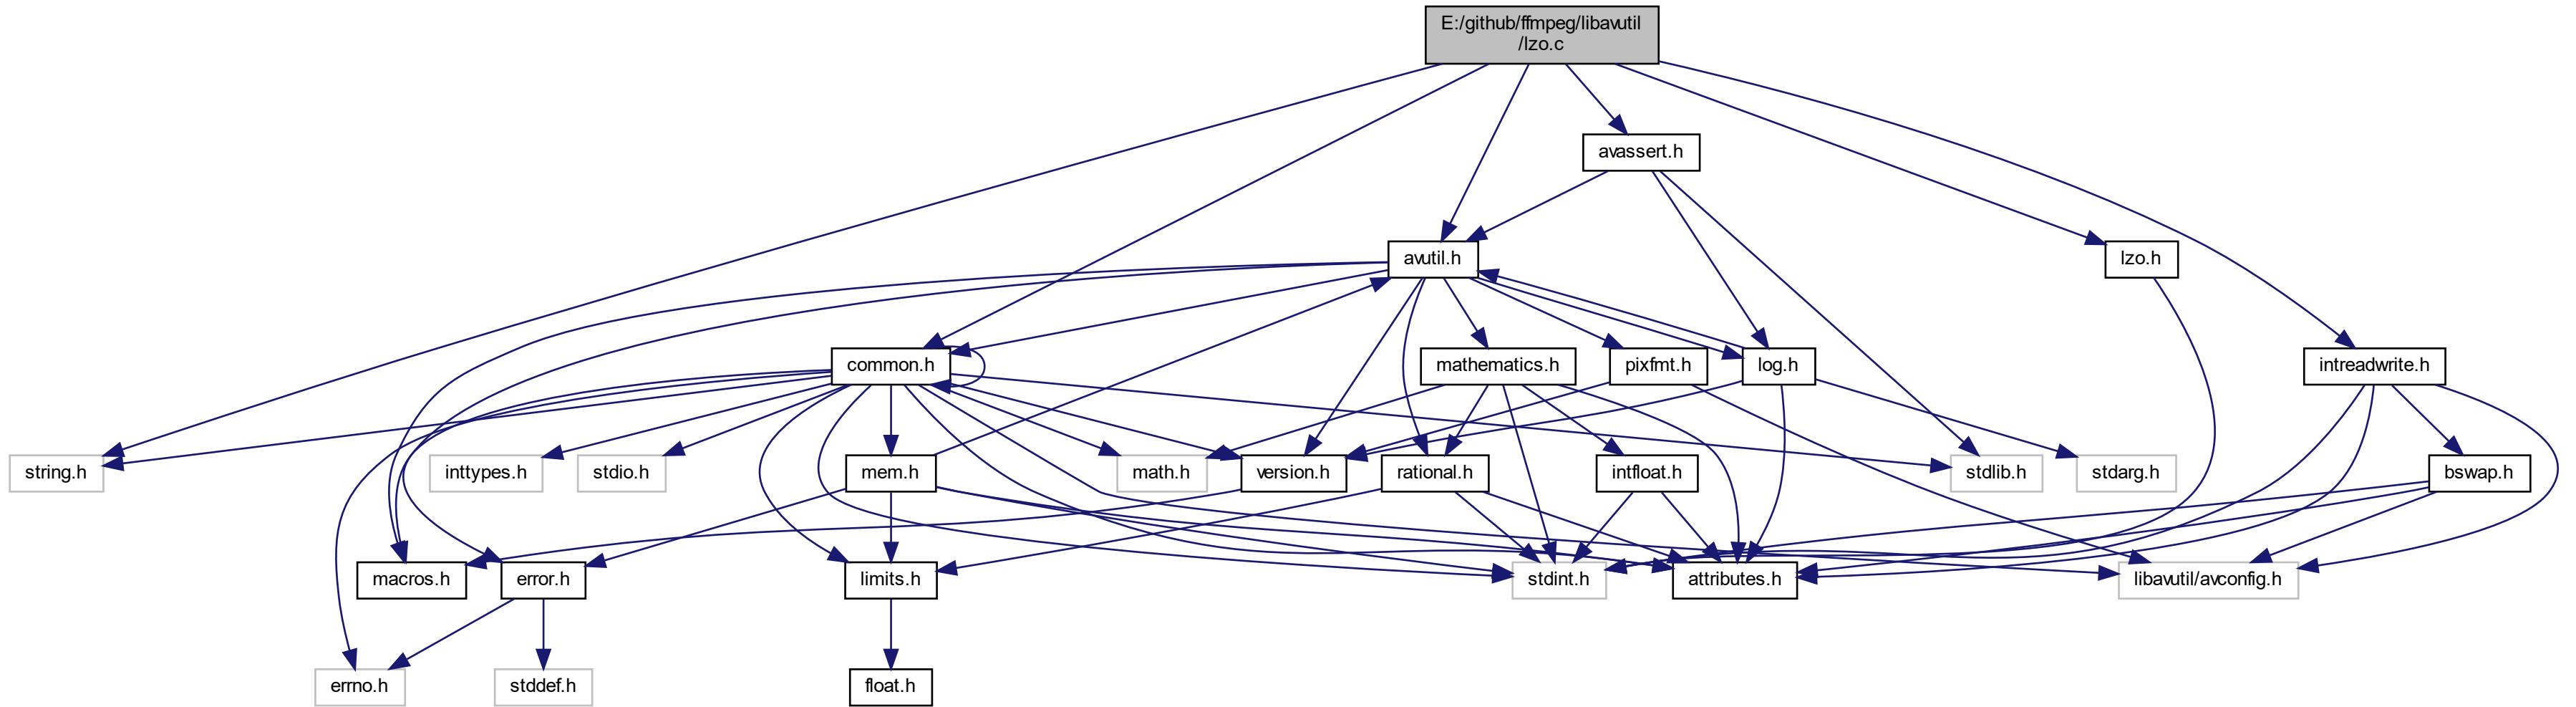 E:/github/ffmpeg/libavutil
/lzo.c
avassert.h
avutil.h
lzo.h
common.h
mathematics.h
pixfmt.h
log.h
intreadwrite.h
string.h
inttypes.h
stdio.h
mem.h
math.h
version.h
rational.h
intfloat.h
stdlib.h
stdarg.h
bswap.h
macros.h
error.h
limits.h
stdint.h
attributes.h
libavutil/avconfig.h
errno.h
stddef.h
float.h